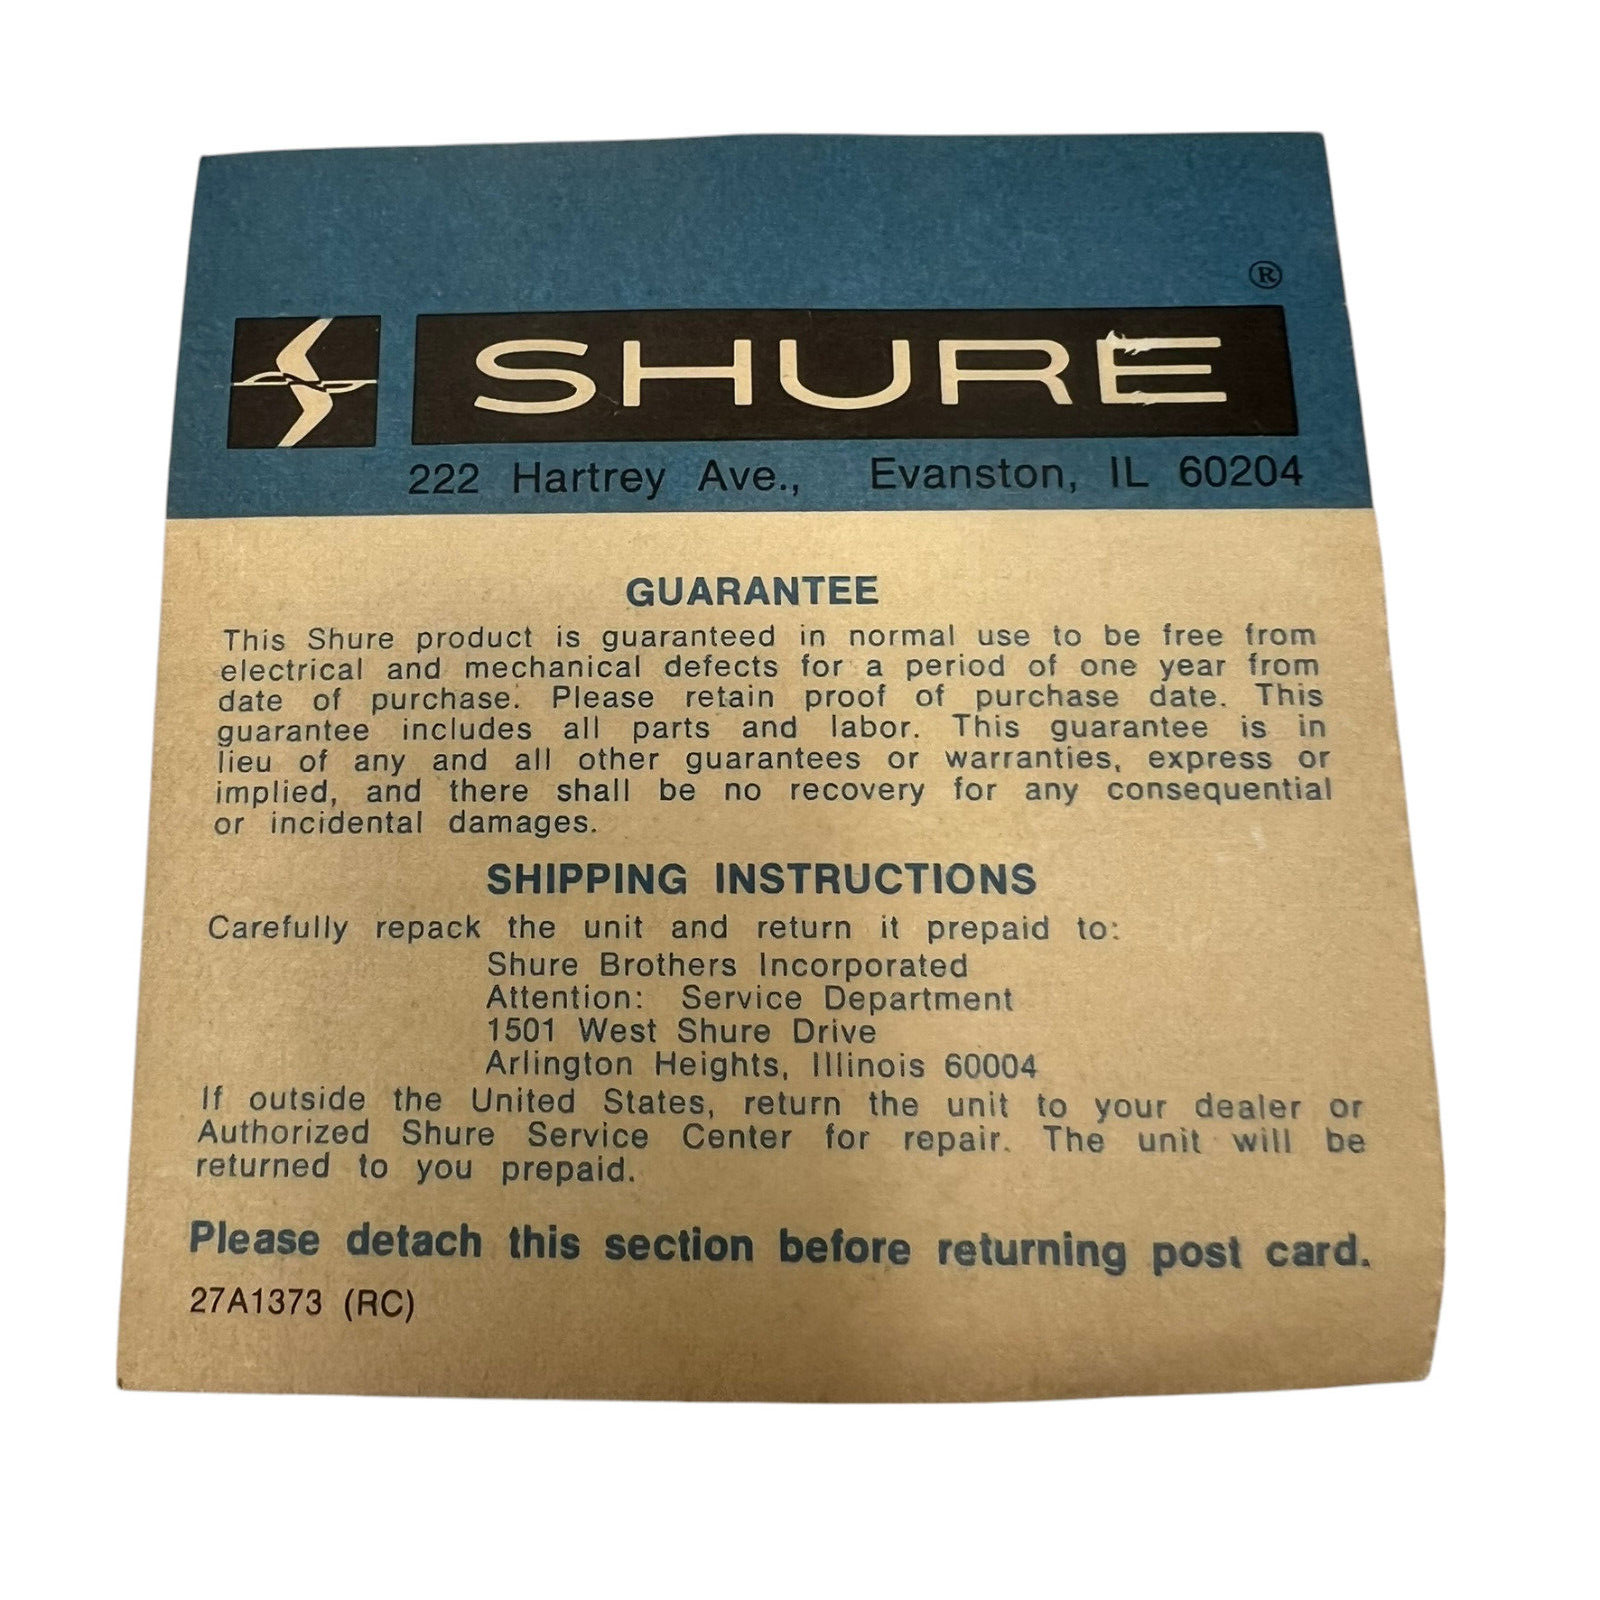 ®
SHURE
222 Hartrey Ave., Evanston, IL 60204
GUARANTEE
This Shure product is guaranteed in normal use to be free from
electrical and mechanical defects for a period of one year from
date of purchase. Please retain proof of purchase date. This
guarantee includes all parts and labor. This guarantee is in
lieu of any and all other guarantees or warranties, express or
implied, and there shall be no recovery for any consequential
or incidental damages.
SHIPPING INSTRUCTIONS
Carefully repack the unit and return it prepaid to:
Shure Brothers Incorporated
Attention: Service Department
1501 West Shure Drive
Arlington Heights, Illinois 60004
If outside the United States, return the unit to your dealer or
Authorized Shure Service Center for repair. The unit will be
returned to you prepaid.
Please detach this section before returning post card.
27A1373 (RC)